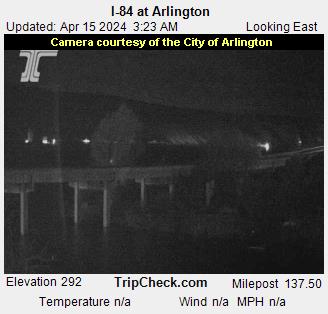 I-84 at Arlington
Updated: Apr 15 2024 3:23 AM Looking East
Camera courtesy of the City of Arlington
Elevation 292 TripCheck.com Milepost 137.50
Temperature n/a Wind n/a MPH n/a